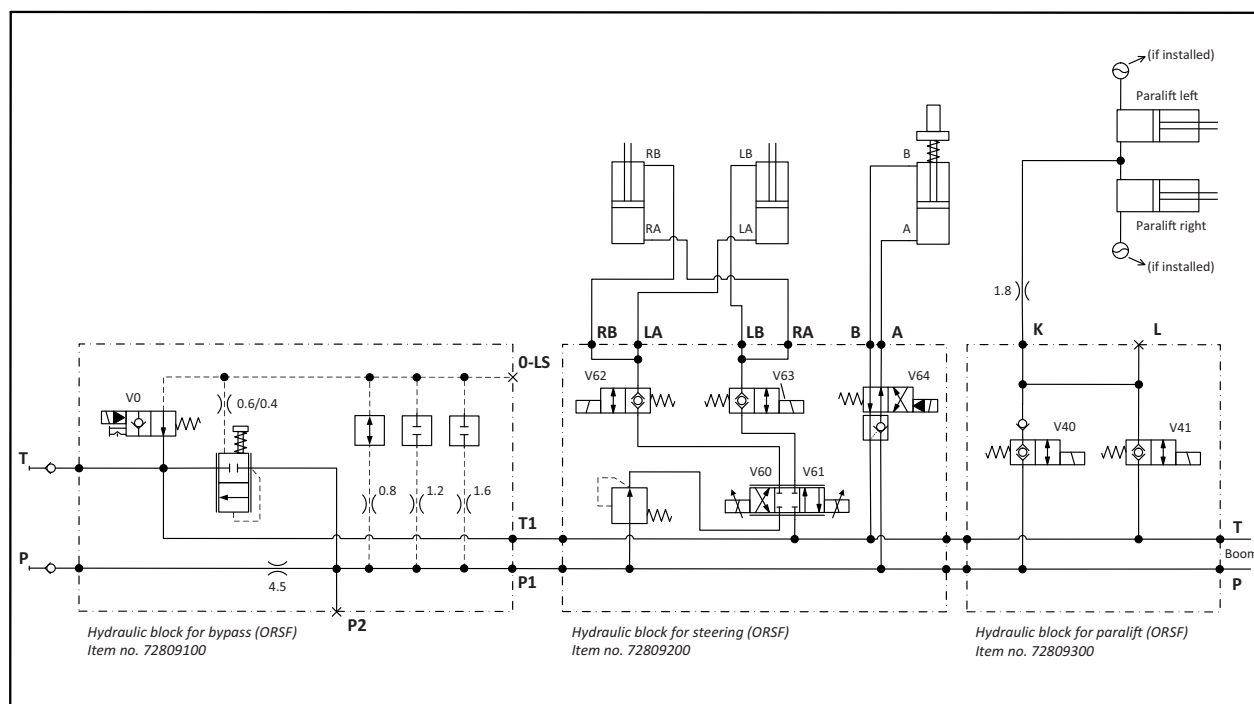 (if installed)
Paralift left
Paralift right
(if installed)
RB
LB
B
RA
LA
A
1.8
RB
LA
LB
RA
B
A
K
L
0-LS
V0
0.6/0.4
V62
V63
V64
V40
V41
T
0.8
1.2
1.6
V60
V61
T1
T
Boom
P
P1
P
4.5
P2
Hydraulic block for bypass (ORSF)
Item no. 72809100
Hydraulic block for steering (ORSF)
Item no. 72809200
Hydraulic block for paralift (ORSF)
Item no. 72809300